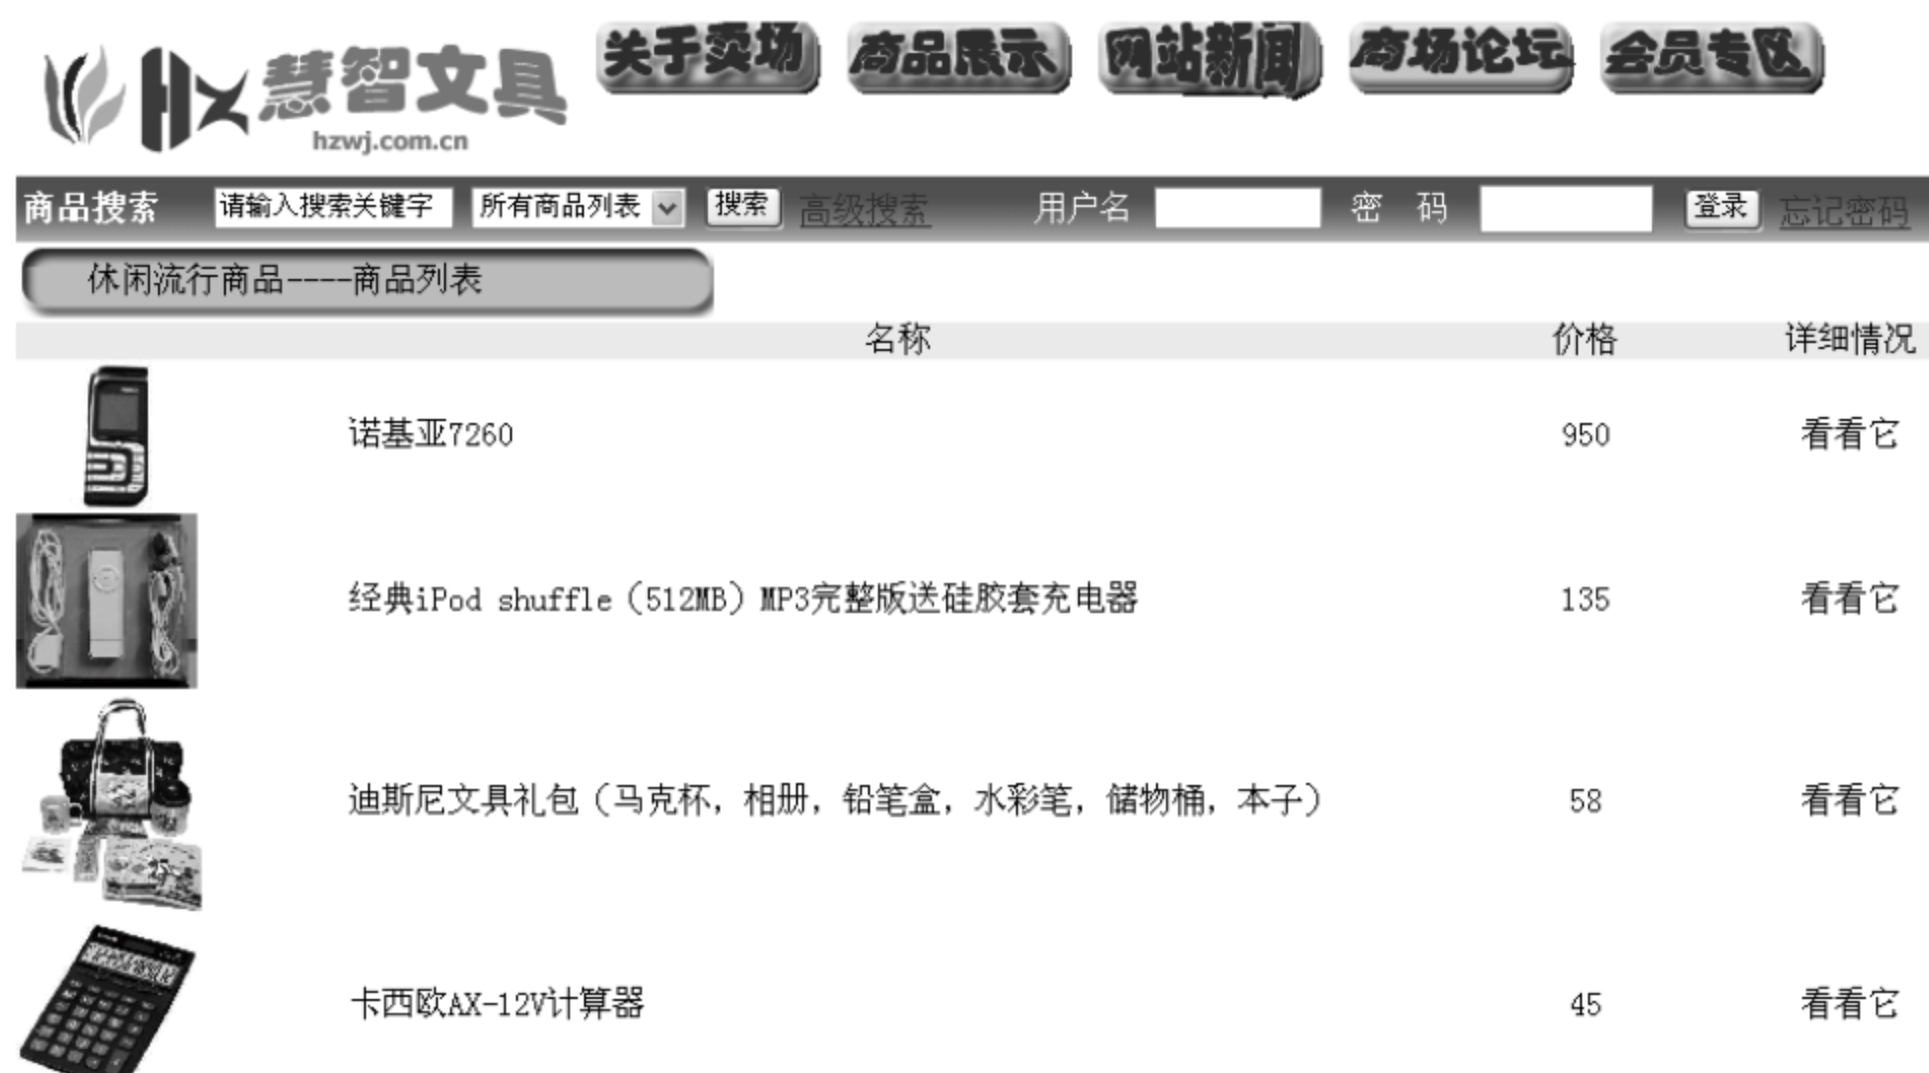 慧智文具
hzwj.com.cn
关于卖场 商品展示 网站新闻 商场论坛 会员专区
商品搜索 请输入搜索关键字 所有商品列表 搜索 高级搜索 用户名 密 码 登录 忘记密码
休闲流行商品----商品列表
名称 价格 详细情况
诺基亚7260 950 看看它
经典iPod shuffle（512MB）MP3完整版送硅胶套充电器 135 看看它
迪斯尼文具礼包（马克杯，相册，铅笔盒，水彩笔，储物桶，本子） 58 看看它
卡西欧AX-12V计算器 45 看看它